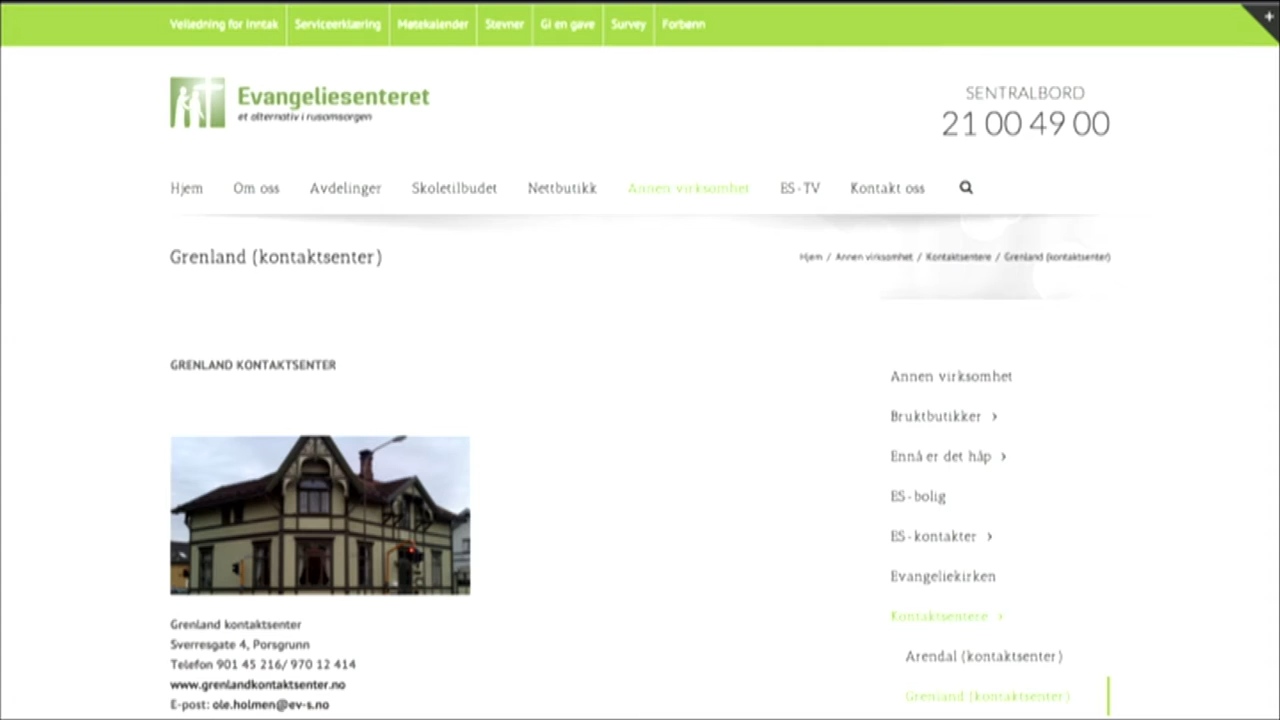 Veiledning for inntak Serviceerklæring Møtekalender Stevner Gi en gave Survey Forbønn
Evangeliesenteret
et alternativ i rusomsorgen
SENTRALBORD
21 00 49 00
Hjem Om oss Avdelinger Skoletilbudet Nettbutikk Annen virksomhet ES-TV Kontakt oss
Grenland (kontaktsenter)
Hjem / Annen virksomhet / Kontaktsentere / Grenland (kontaktsenter)
GRENLAND KONTAKTSENTER
Grenland kontaktsenter
Sverresgate 4, Porsgrunn
Telefon 901 45 216/ 970 12 414
www.grenlandkontaktsenter.no
E-post: ole.holmen@ev-s.no
Annen virksomhet
Bruktbutikker ›
Ennå er det håp ›
ES-bolig
ES-kontakter ›
Evangeliekirken
Kontaktsentere ›
Arendal (kontaktsenter)
Grenland (kontaktsenter)